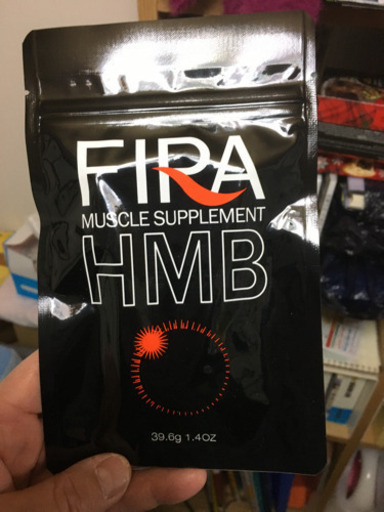 FIRA
MUSCLE SUPPLEMENT
HMB
39.6g 1.4OZ